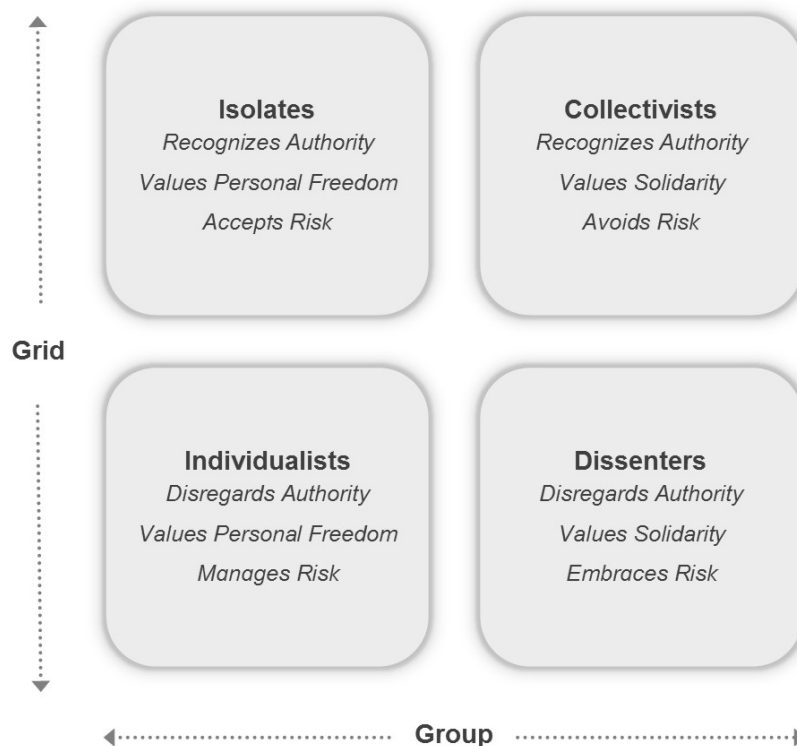 Isolates
Recognizes Authority
Values Personal Freedom
Accepts Risk
Collectivists
Recognizes Authority
Values Solidarity
Avoids Risk
Grid
Individualists
Disregards Authority
Values Personal Freedom
Manages Risk
Dissenters
Disregards Authority
Values Solidarity
Embraces Risk
Group